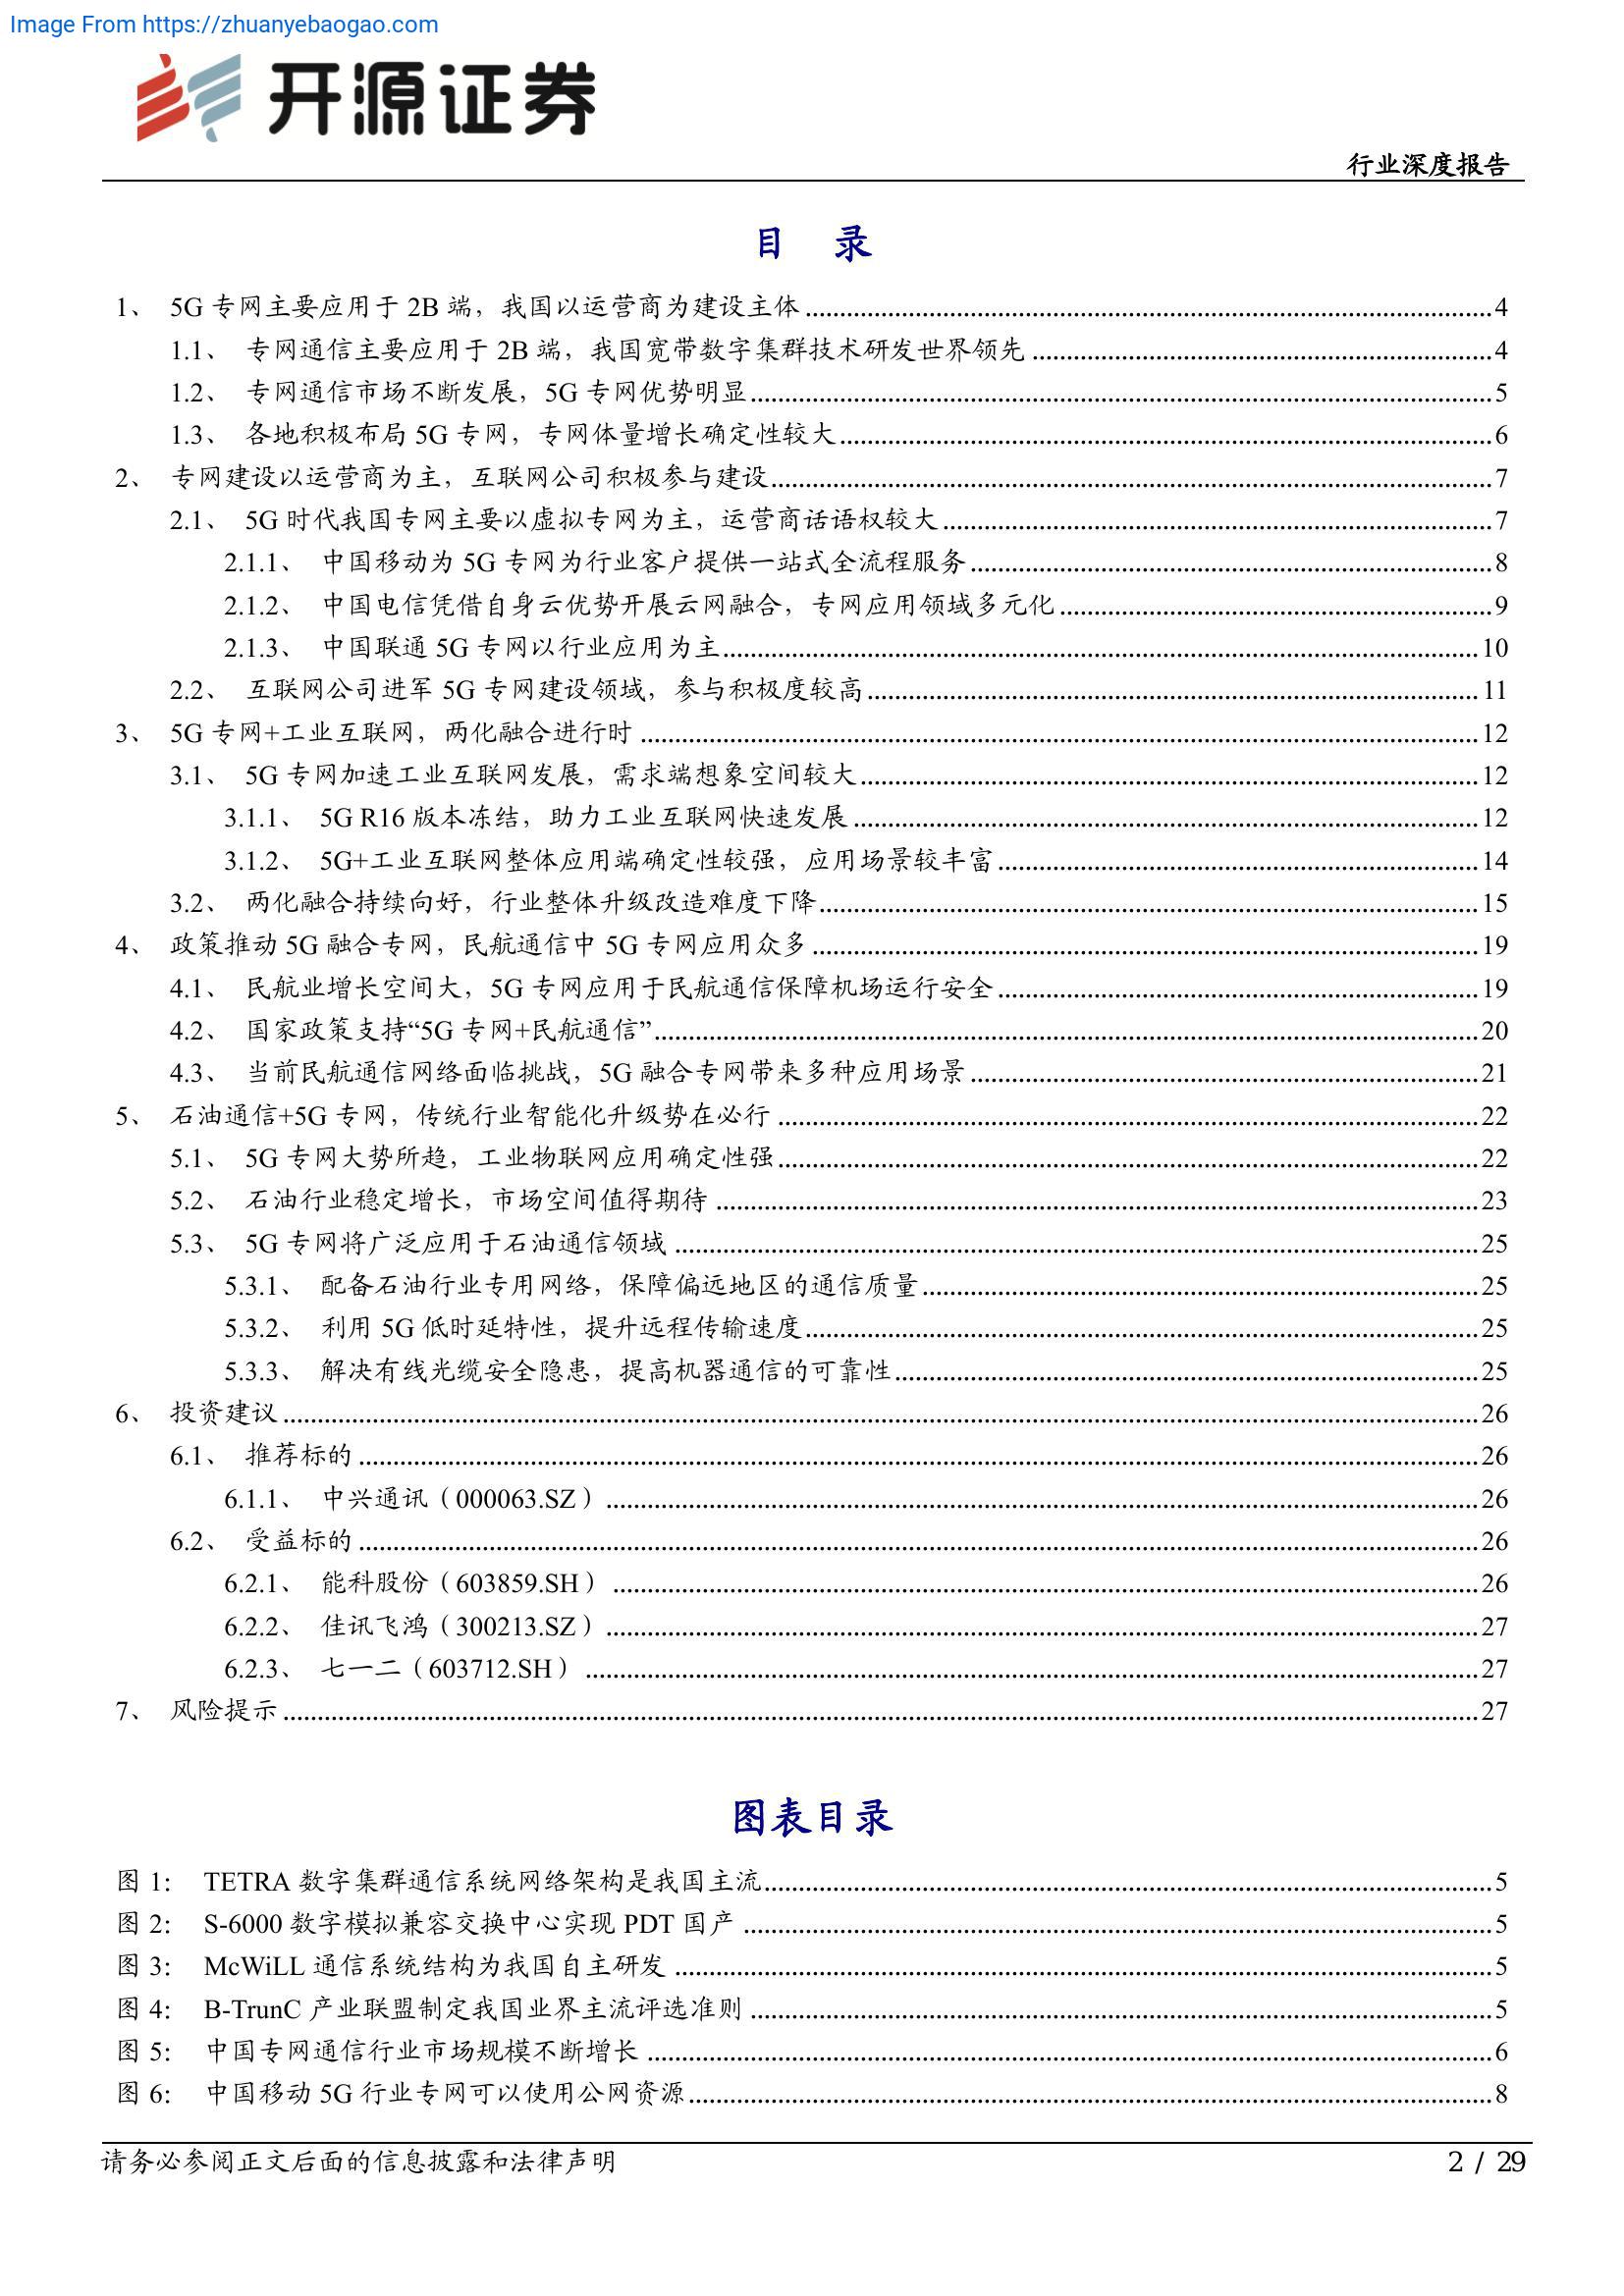 Image From https://zhuanyebaogao.com
开源证券
行业深度报告
目 录
1、 5G 专网主要应用于 2B 端，我国以运营商为建设主体 4
1.1、 专网通信主要应用于 2B 端，我国宽带数字集群技术研发世界领先 4
1.2、 专网通信市场不断发展，5G 专网优势明显 5
1.3、 各地积极布局 5G 专网，专网体量增长确定性较大 6
2、 专网建设以运营商为主，互联网公司积极参与建设 7
2.1、 5G 时代我国专网主要以虚拟专网为主，运营商话语权较大 7
2.1.1、 中国移动为 5G 专网为行业客户提供一站式全流程服务 8
2.1.2、 中国电信凭借自身云优势开展云网融合，专网应用领域多元化 9
2.1.3、 中国联通 5G 专网以行业应用为主 10
2.2、 互联网公司进军 5G 专网建设领域，参与积极度较高 11
3、 5G 专网+工业互联网，两化融合进行时 12
3.1、 5G 专网加速工业互联网发展，需求端想象空间较大 12
3.1.1、 5G R16 版本冻结，助力工业互联网快速发展 12
3.1.2、 5G+工业互联网整体应用端确定性较强，应用场景较丰富 14
3.2、 两化融合持续向好，行业整体升级改造难度下降 15
4、 政策推动 5G 融合专网，民航通信中 5G 专网应用众多 19
4.1、 民航业增长空间大，5G 专网应用于民航通信保障机场运行安全 19
4.2、 国家政策支持“5G 专网+民航通信” 20
4.3、 当前民航通信网络面临挑战，5G 融合专网带来多种应用场景 21
5、 石油通信+5G 专网，传统行业智能化升级势在必行 22
5.1、 5G 专网大势所趋，工业物联网应用确定性强 22
5.2、 石油行业稳定增长，市场空间值得期待 23
5.3、 5G 专网将广泛应用于石油通信领域 25
5.3.1、 配备石油行业专用网络，保障偏远地区的通信质量 25
5.3.2、 利用 5G 低时延特性，提升远程传输速度 25
5.3.3、 解决有线光缆安全隐患，提高机器通信的可靠性 25
6、 投资建议 26
6.1、 推荐标的 26
6.1.1、 中兴通讯（000063.SZ） 26
6.2、 受益标的 26
6.2.1、 能科股份（603859.SH） 26
6.2.2、 佳讯飞鸿（300213.SZ） 27
6.2.3、 七一二（603712.SH） 27
7、 风险提示 27
图表目录
图 1： TETRA 数字集群通信系统网络架构是我国主流 5
图 2： S-6000 数字模拟兼容交换中心实现 PDT 国产 5
图 3： McWiLL 通信系统结构为我国自主研发 5
图 4： B-TrunC 产业联盟制定我国业界主流评选准则 5
图 5： 中国专网通信行业市场规模不断增长 6
图 6： 中国移动 5G 行业专网可以使用公网资源 8
请务必参阅正文后面的信息披露和法律声明
2 / 29